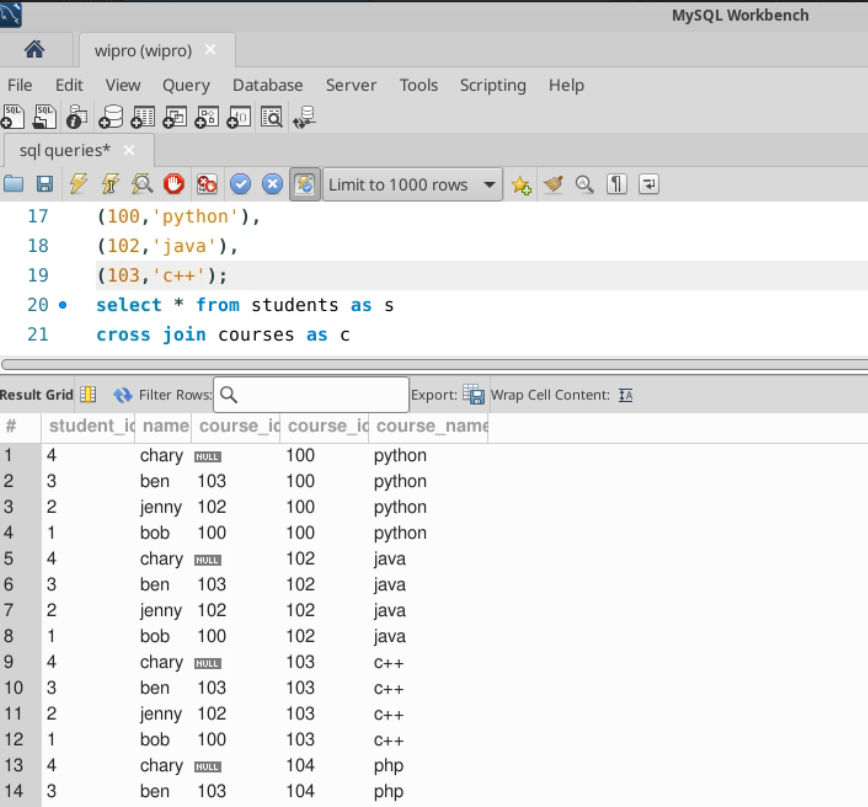 MySQL Workbench
wipro (wipro) ×
File Edit View Query Database Server Tools Scripting Help
SQL SQL
sql queries* ×
Limit to 1000 rows
17 (100,'python'),
18 (102,'java'),
19 (103,'c++');
20 select * from students as s
21 cross join courses as c
Result Grid Filter Rows: Export: Wrap Cell Content: IA
# student_id name course_id course_id course_name
1 4 chary NULL 100 python
2 3 ben 103 100 python
3 2 jenny 102 100 python
4 1 bob 100 100 python
5 4 chary NULL 102 java
6 3 ben 103 102 java
7 2 jenny 102 102 java
8 1 bob 100 102 java
9 4 chary NULL 103 c++
10 3 ben 103 103 c++
11 2 jenny 102 103 c++
12 1 bob 100 103 c++
13 4 chary NULL 104 php
14 3 ben 103 104 php